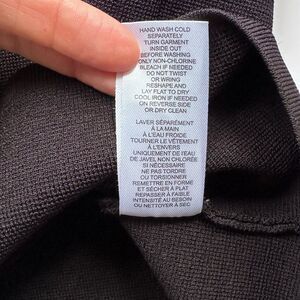 HAND WASH COLD
SEPARATELY
TURN GARMENT
INSIDE OUT
BEFORE WASHING
ONLY NON-CHLORINE
BLEACH IF NEEDED
DO NOT TWIST
OR WRING
RESHAPE AND
LAY FLAT TO DRY
COOL IRON IF NEEDED
ON REVERSE SIDE
OR DRY CLEAN
LAVER SÉPARÉMENT
À LA MAIN
À L'EAU FROIDE
TOURNER LE VÊTEMENT
À L'ENVERS
UNIQUEMENT DE l'EAU
DE JAVEL NON CHLORÉE
SI NÉCESSAIRE
NE PAS TORDRE
OU TORSIONNER
REMETTRE EN FORME
ET SÉCHER À PLAT
REPASSER À FAIBLE
INTENSITÉ AU BESOIN
OU NETTOYER À SEC